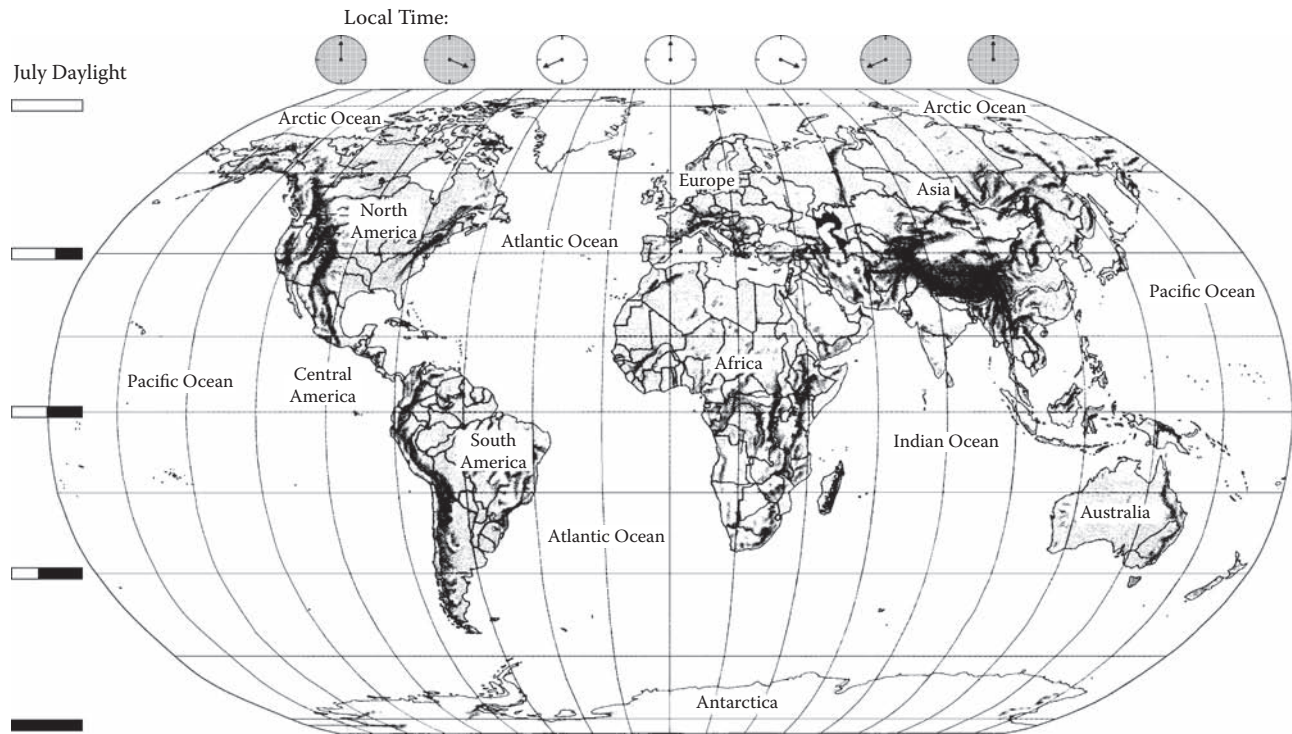 Local Time:
July Daylight
Arctic Ocean
Arctic Ocean
Europe
Asia
North
America
Atlantic Ocean
Pacific Ocean
Africa
Pacific Ocean
Central
America
South
America
Indian Ocean
Australia
Atlantic Ocean
Antarctica